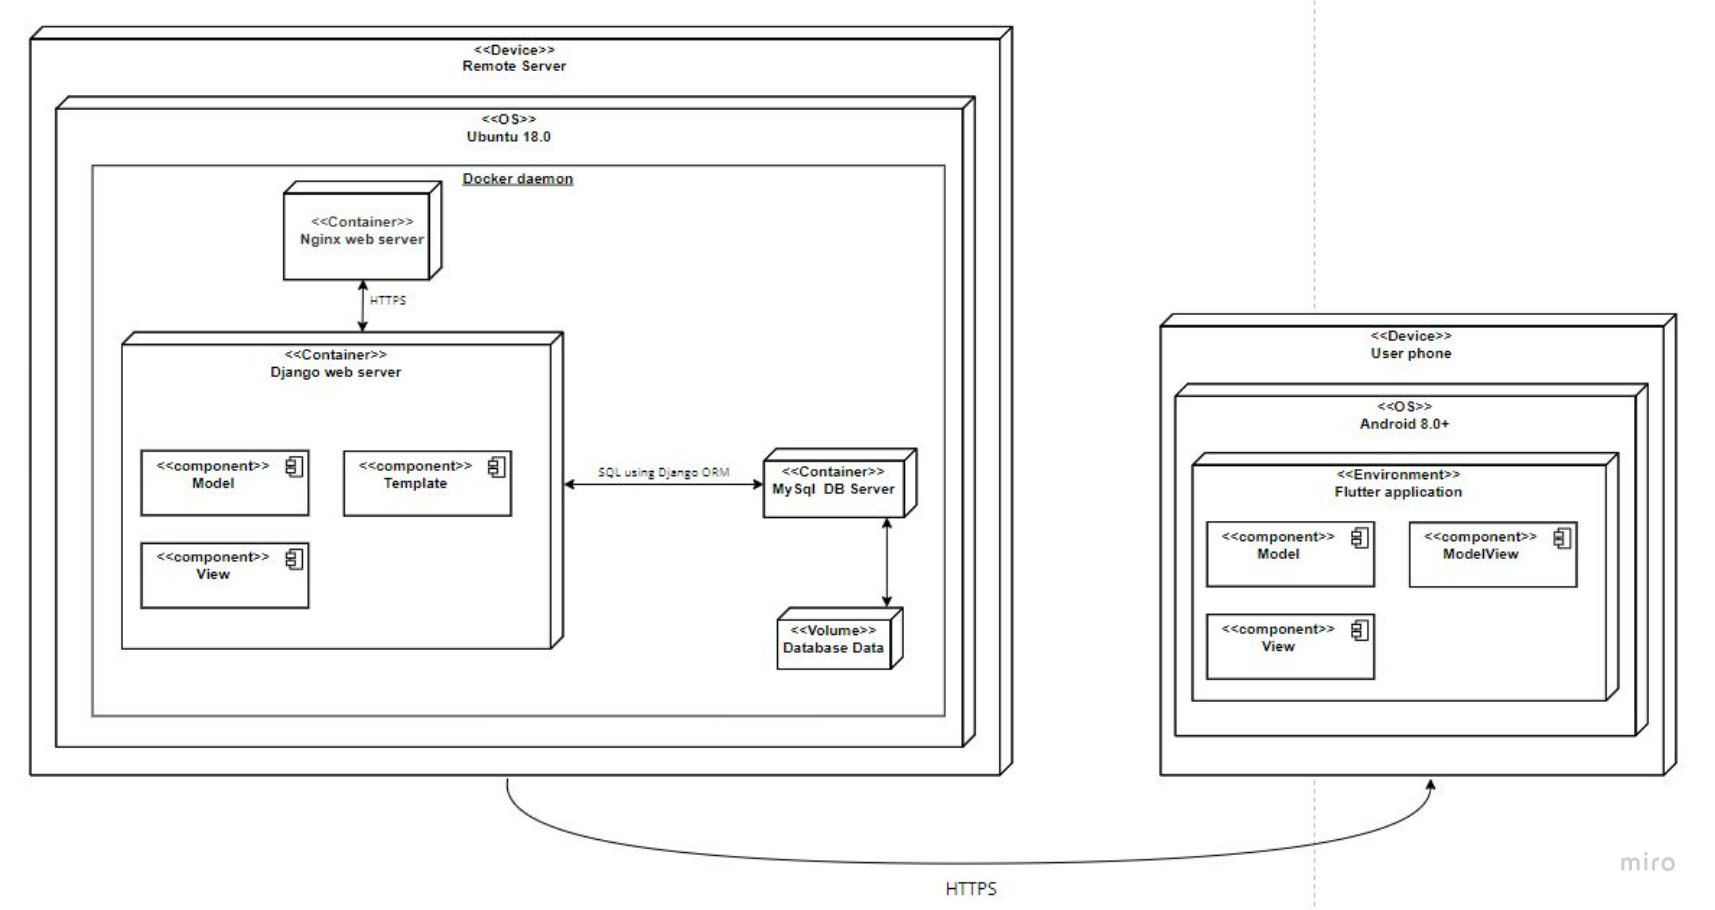 <<Device>>
Remote Server
<<OS>>
Ubuntu 18.0
Docker daemon
<<Container>>
Nginx web server
HTTPS
<<Container>>
Django web server
<<component>>
Model
<<component>>
Template
<<component>>
View
SQL using Django ORM
<<Container>>
MySql DB Server
<<Volume>>
Database Data
<<Device>>
User phone
<<OS>>
Android 8.0+
<<Environment>>
Flutter application
<<component>>
Model
<<component>>
ModelView
<<component>>
View
HTTPS
miro